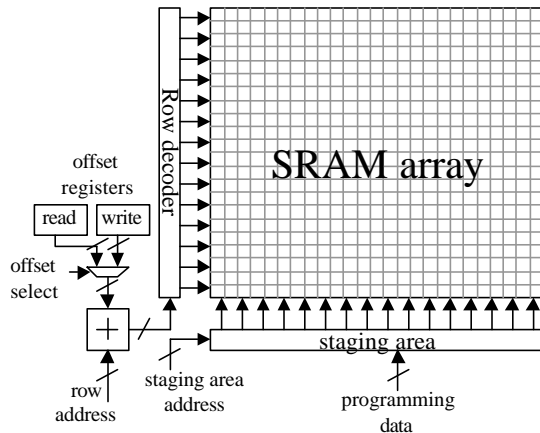 Row decoder
SRAM array
offset
registers
read
write
offset
select
+
staging area
row
address
staging area
address
programming
data